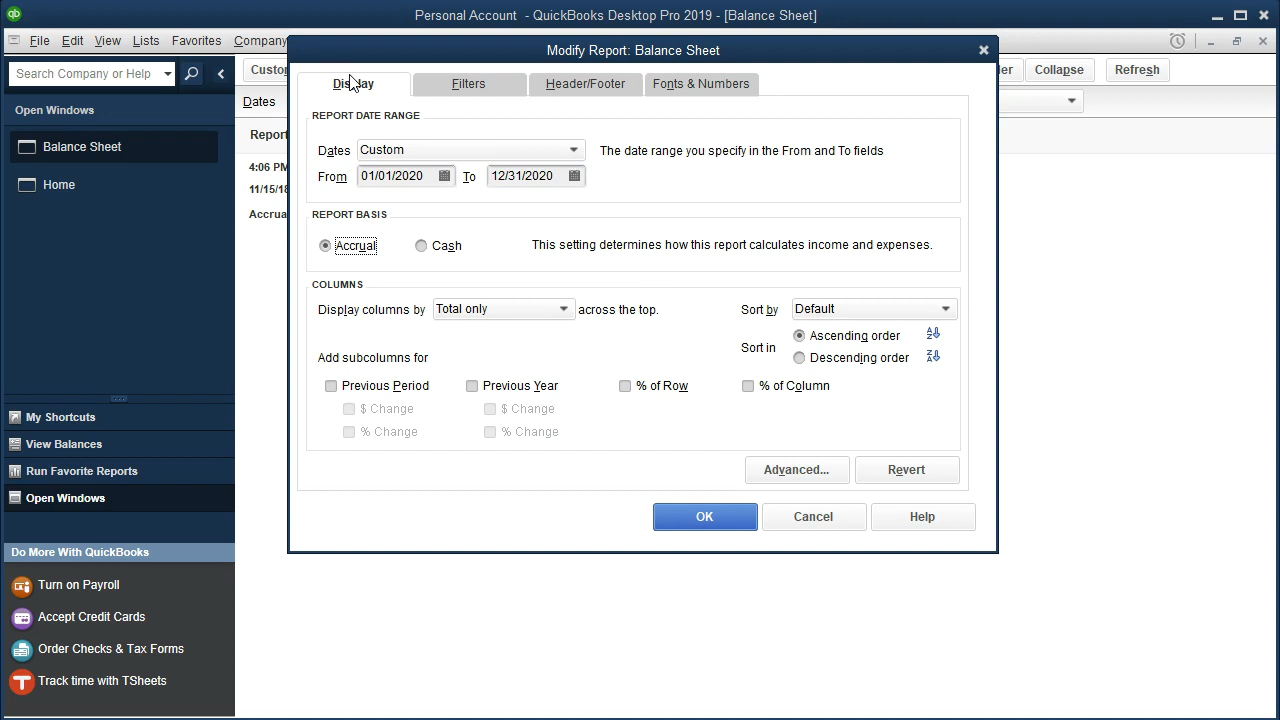 qb
Personal Account - QuickBooks Desktop Pro 2019 - [Balance Sheet]
File Edit View Lists Favorites Company
Modify Report: Balance Sheet
Search Company or Help
Collapse Refresh
Display Filters Header/Footer Fonts & Numbers
Open Windows
Dates
Balance Sheet
Home
Report
4:06 PM
11/15/18
REPORT DATE RANGE
Dates Custom The date range you specify in the From and To fields
From 01/01/2020 To 12/31/2020
REPORT BASIS
Accrual Cash This setting determines how this report calculates income and expenses.
COLUMNS
Display columns by Total only across the top. Sort by Default
Sort in Ascending order
Descending order
Add subcolumns for
Previous Period Previous Year % of Row % of Column
$ Change $ Change
% Change % Change
Advanced... Revert
OK Cancel Help
My Shortcuts
View Balances
Run Favorite Reports
Open Windows
Do More With QuickBooks
Turn on Payroll
Accept Credit Cards
Order Checks & Tax Forms
Track time with TSheets